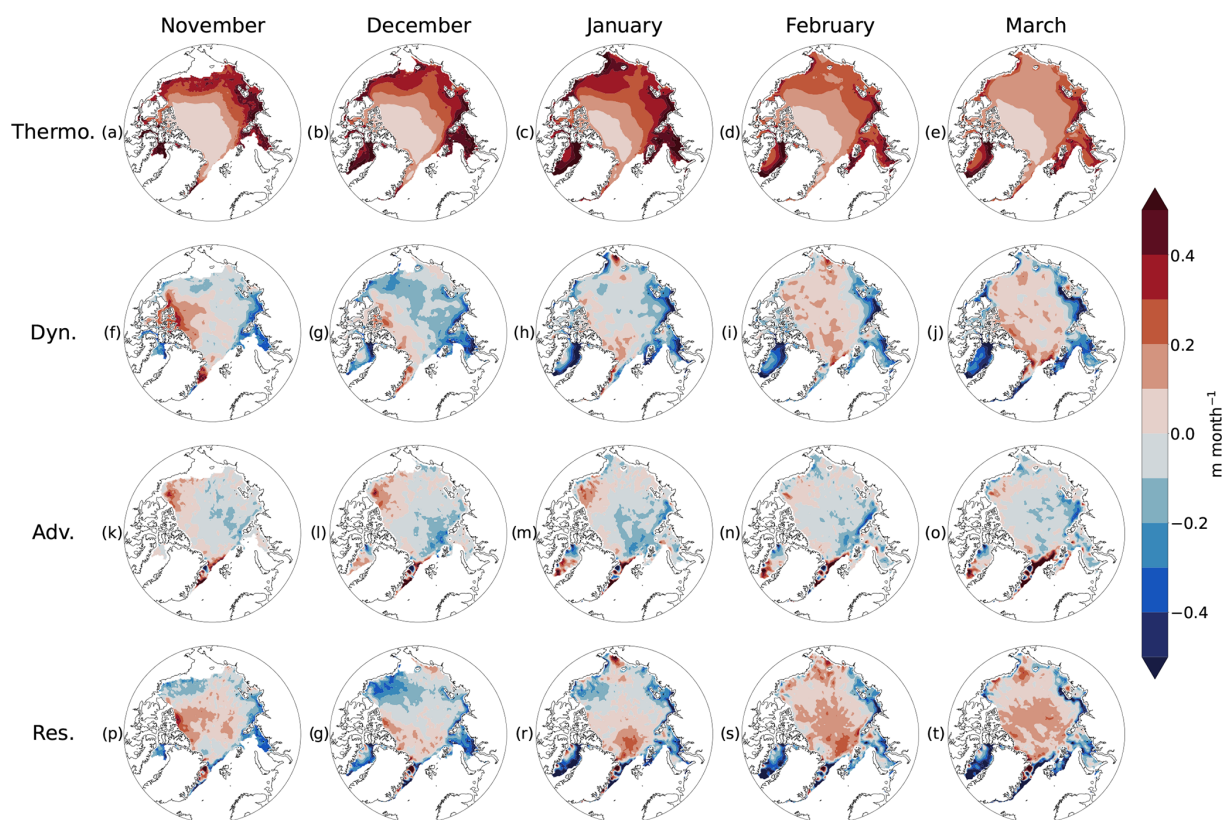 November December January February March
Thermo. (a) (b) (c) (d) (e)
Dyn. (f) (g) (h) (i) (j)
Adv. (k) (l) (m) (n) (o)
Res. (p) (g) (r) (s) (t)
0.4
0.2
0.0
−0.2
−0.4
m month⁻¹